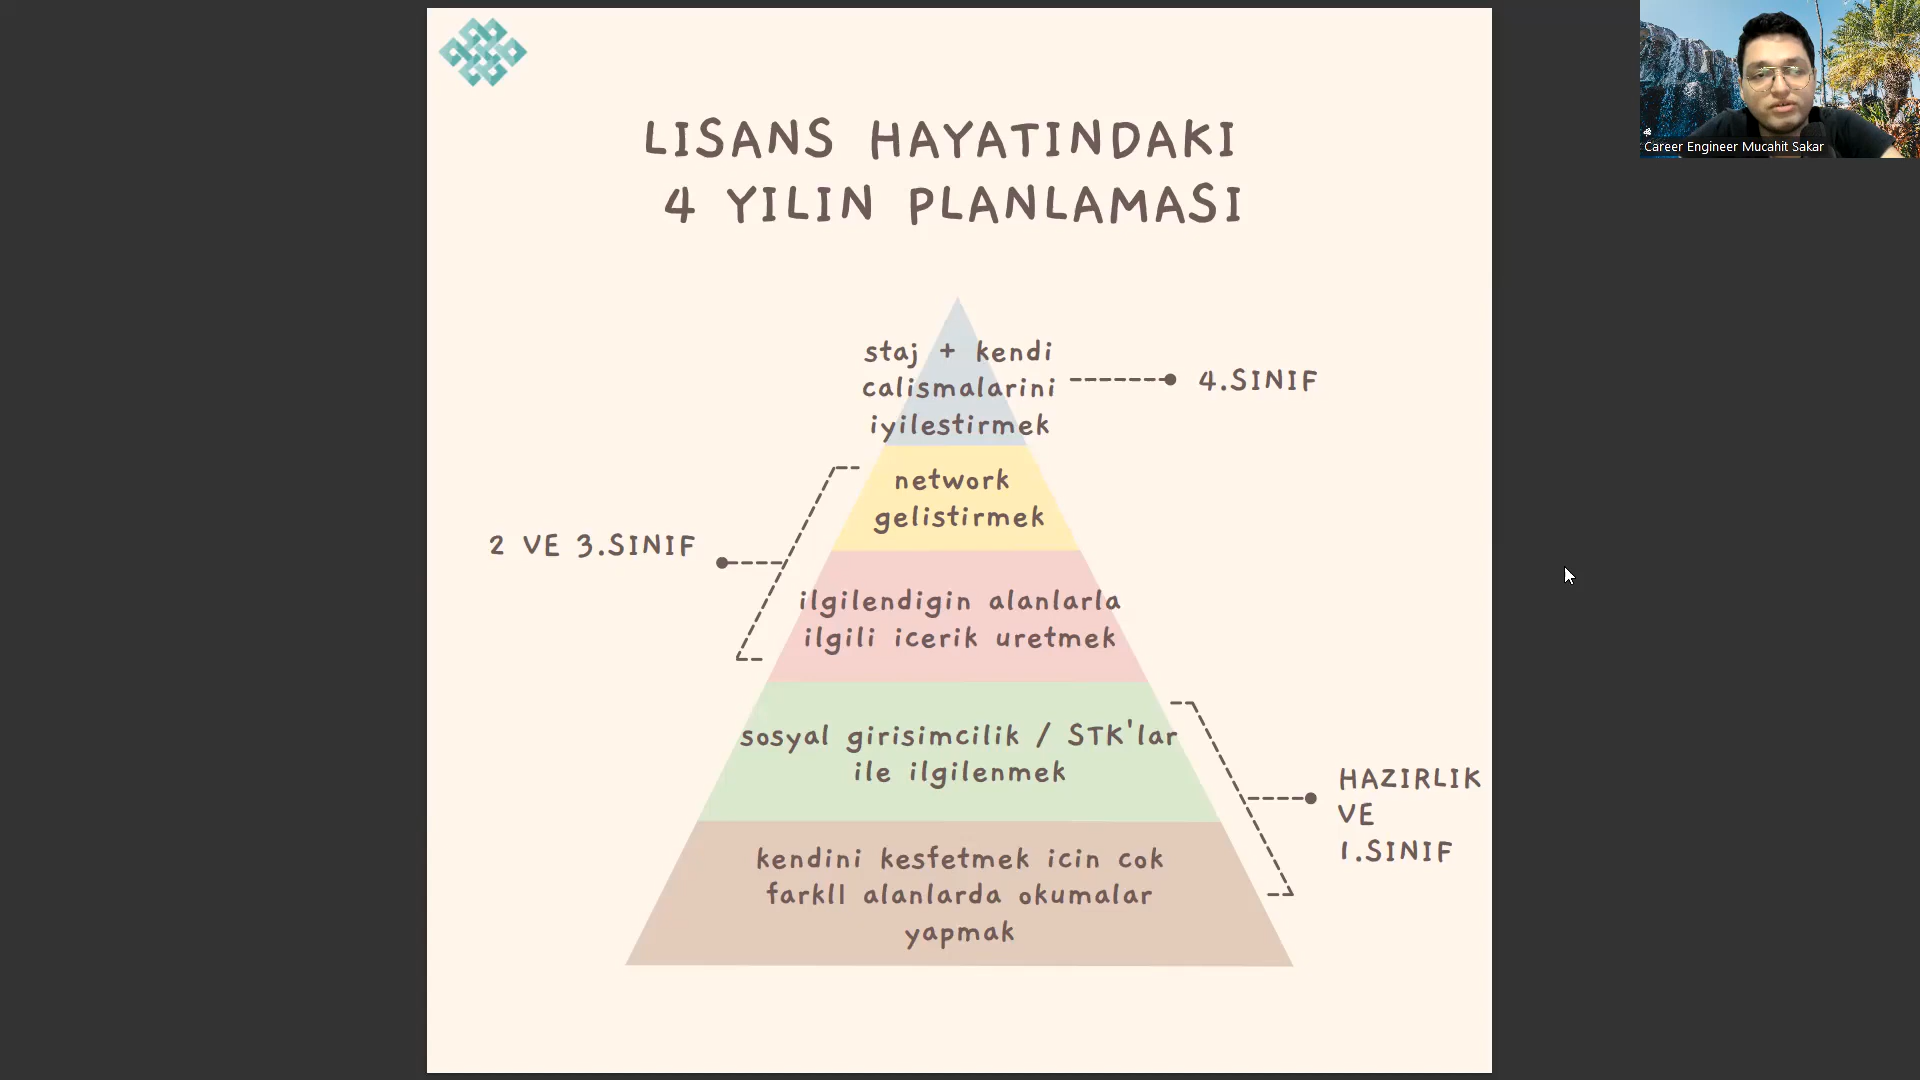 LISANS HAYATINDAKI
4 YILIN PLANLAMASI
staj + kendi
calismalarini
iyilestirmek
4.SINIF
network
gelistirmek
2 VE 3.SINIF
ilgilendigin alanlarla
ilgili icerik uretmek
sosyal girisimcilik / STK'lar
ile ilgilenmek
HAZIRLIK
VE
1.SINIF
kendini kesfetmek icin cok
farklI alanlarda okumalar
yapmak
Career Engineer Mucahit Sakar